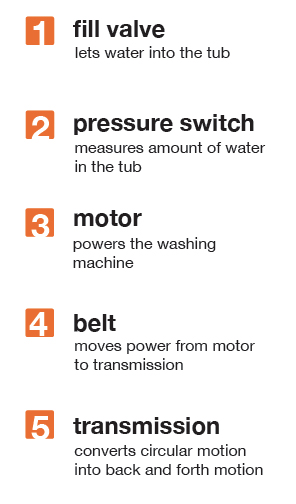 1 fill valve
lets water into the tub
2 pressure switch
measures amount of water
in the tub
3 motor
powers the washing
machine
4 belt
moves power from motor
to transmission
5 transmission
converts circular motion
into back and forth motion